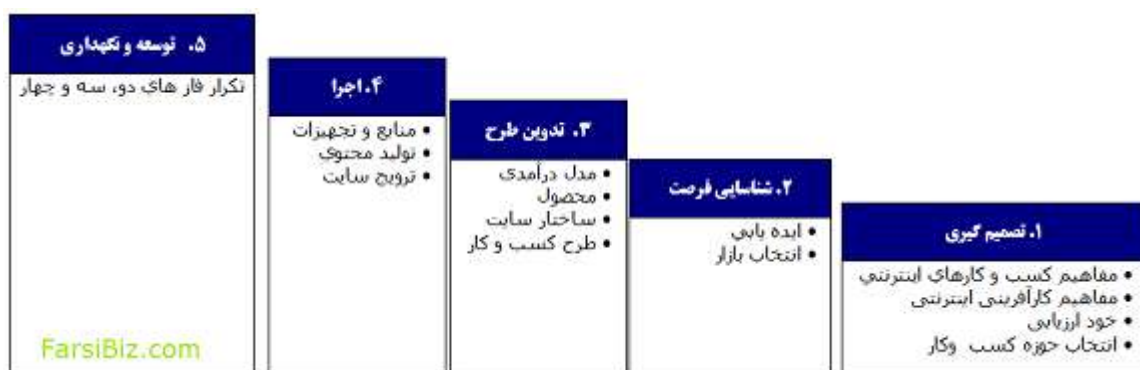 ۱. تصمیم گیری
• مفاهیم کسب و کارهای اینترنتی
• مفاهیم کارآفرینی اینترنتی
• خود ارزیابی
• انتخاب حوزه کسب وکار
۲. شناسایی فرصت
• ایده یابی
• انتخاب بازار
۳. تدوین طرح
• مدل درآمدی
• محصول
• ساختار سایت
• طرح کسب و کار
۴. اجرا
• منابع و تجهیزات
• تولید محتوی
• ترویج سایت
۵. توسعه و نگهداری
تکرار فاز های دو، سه و چهار
FarsiBiz.com